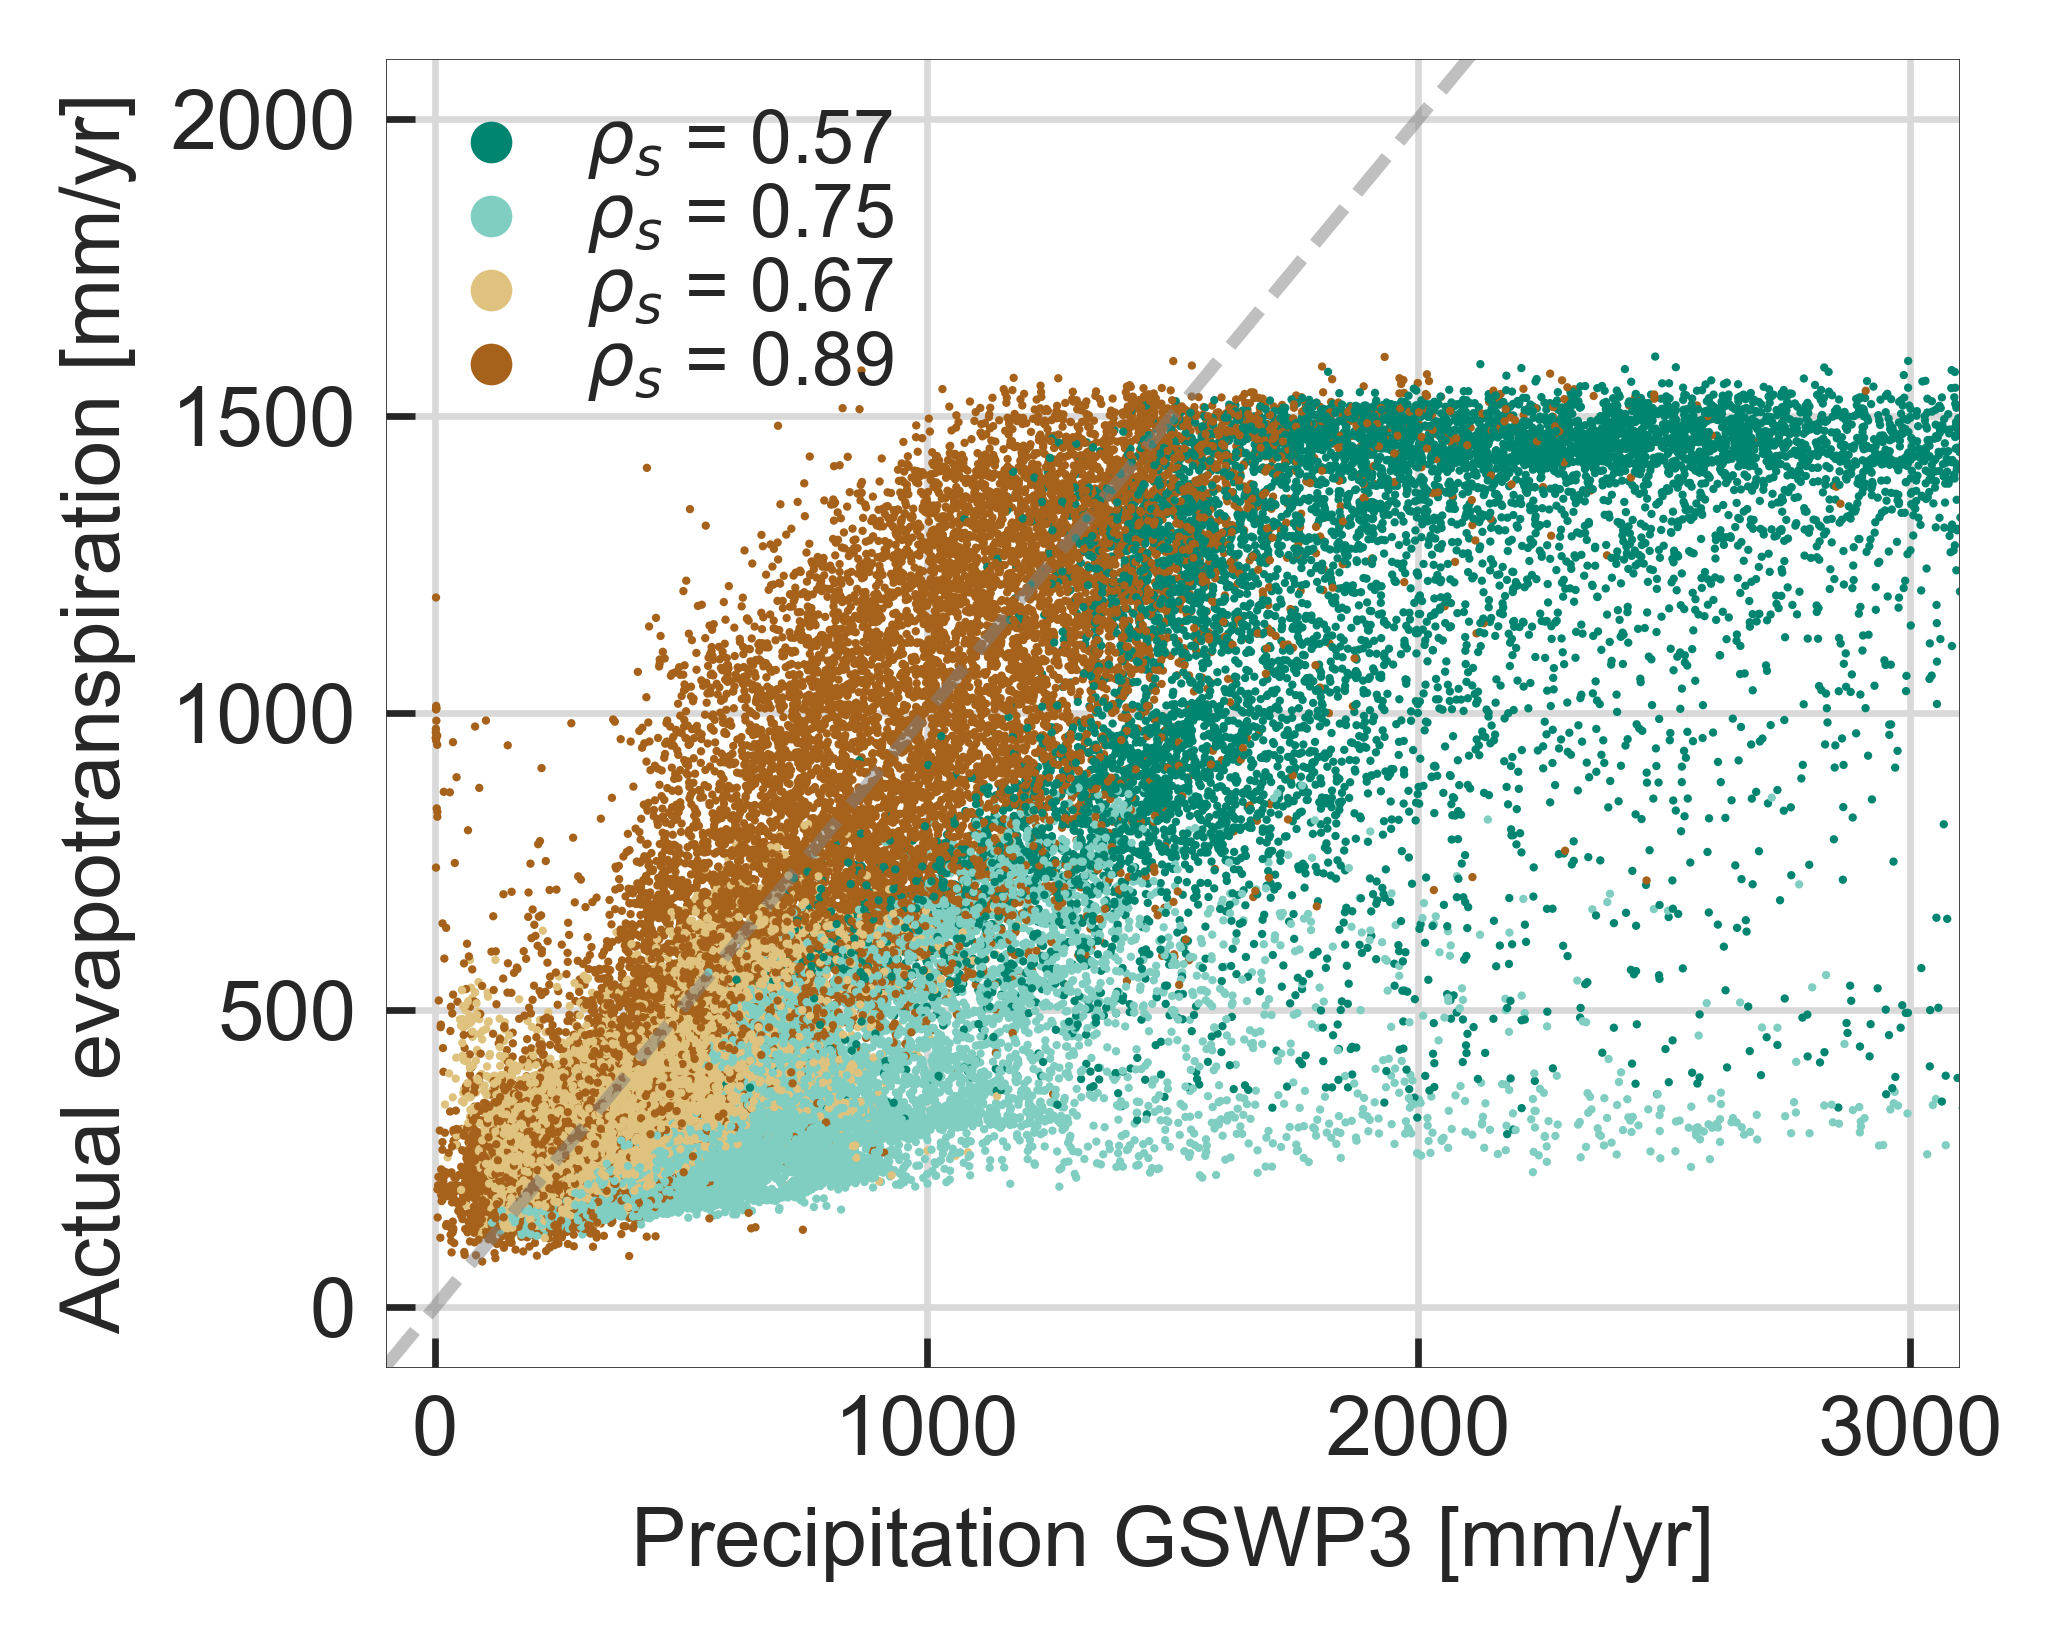 Actual evapotranspiration [mm/yr]
2000
1500
1000
500
0
ρs = 0.57
ρs = 0.75
ρs = 0.67
ρs = 0.89
0 1000 2000 3000
Precipitation GSWP3 [mm/yr]